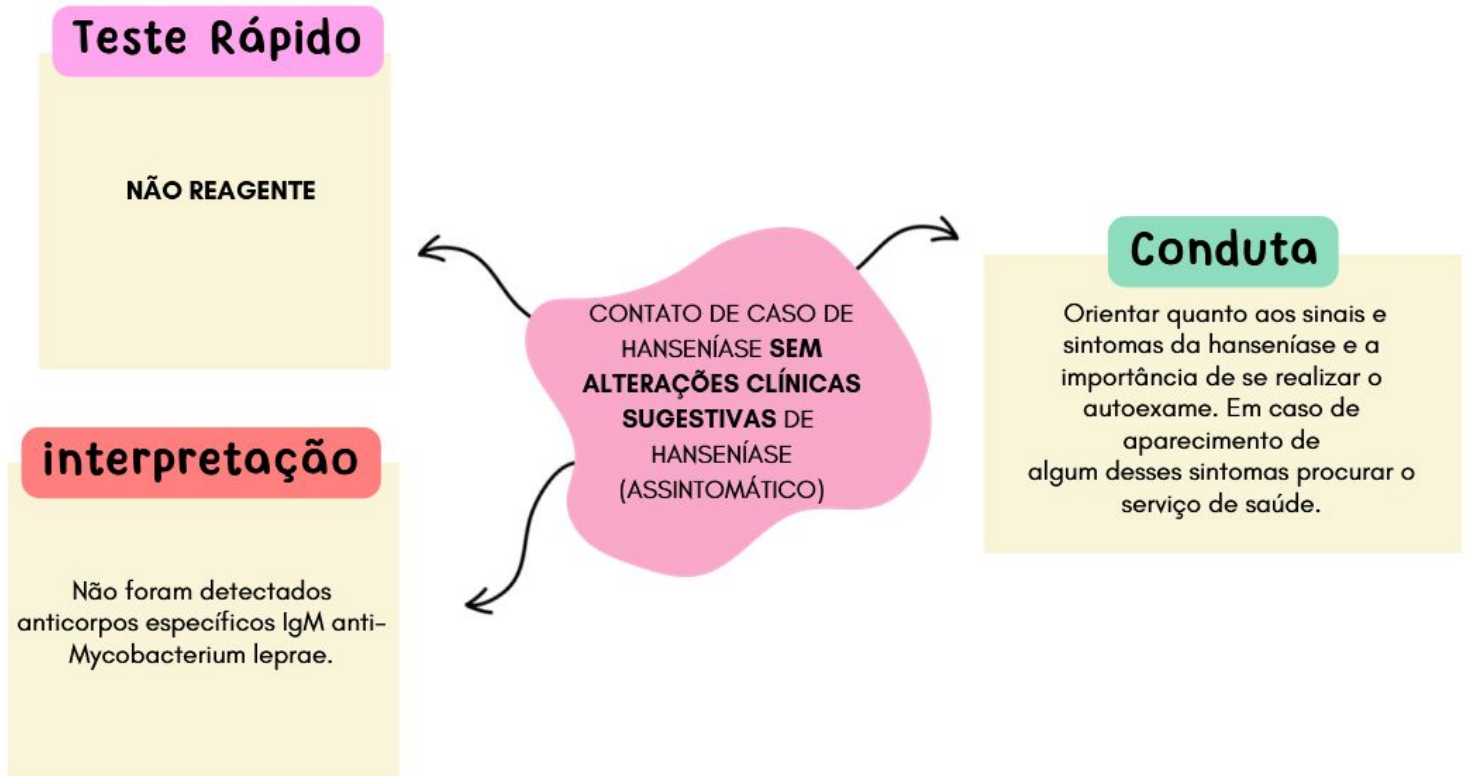 Teste Rápido
NÃO REAGENTE
interpretação
Não foram detectados
anticorpos específicos IgM anti-
Mycobacterium leprae.
CONTATO DE CASO DE
HANSENÍASE SEM
ALTERAÇÕES CLÍNICAS
SUGESTIVAS DE
HANSENÍASE
(ASSINTOMÁTICO)
Conduta
Orientar quanto aos sinais e
sintomas da hanseníase e a
importância de se realizar o
autoexame. Em caso de
aparecimento de
algum desses sintomas procurar o
serviço de saúde.